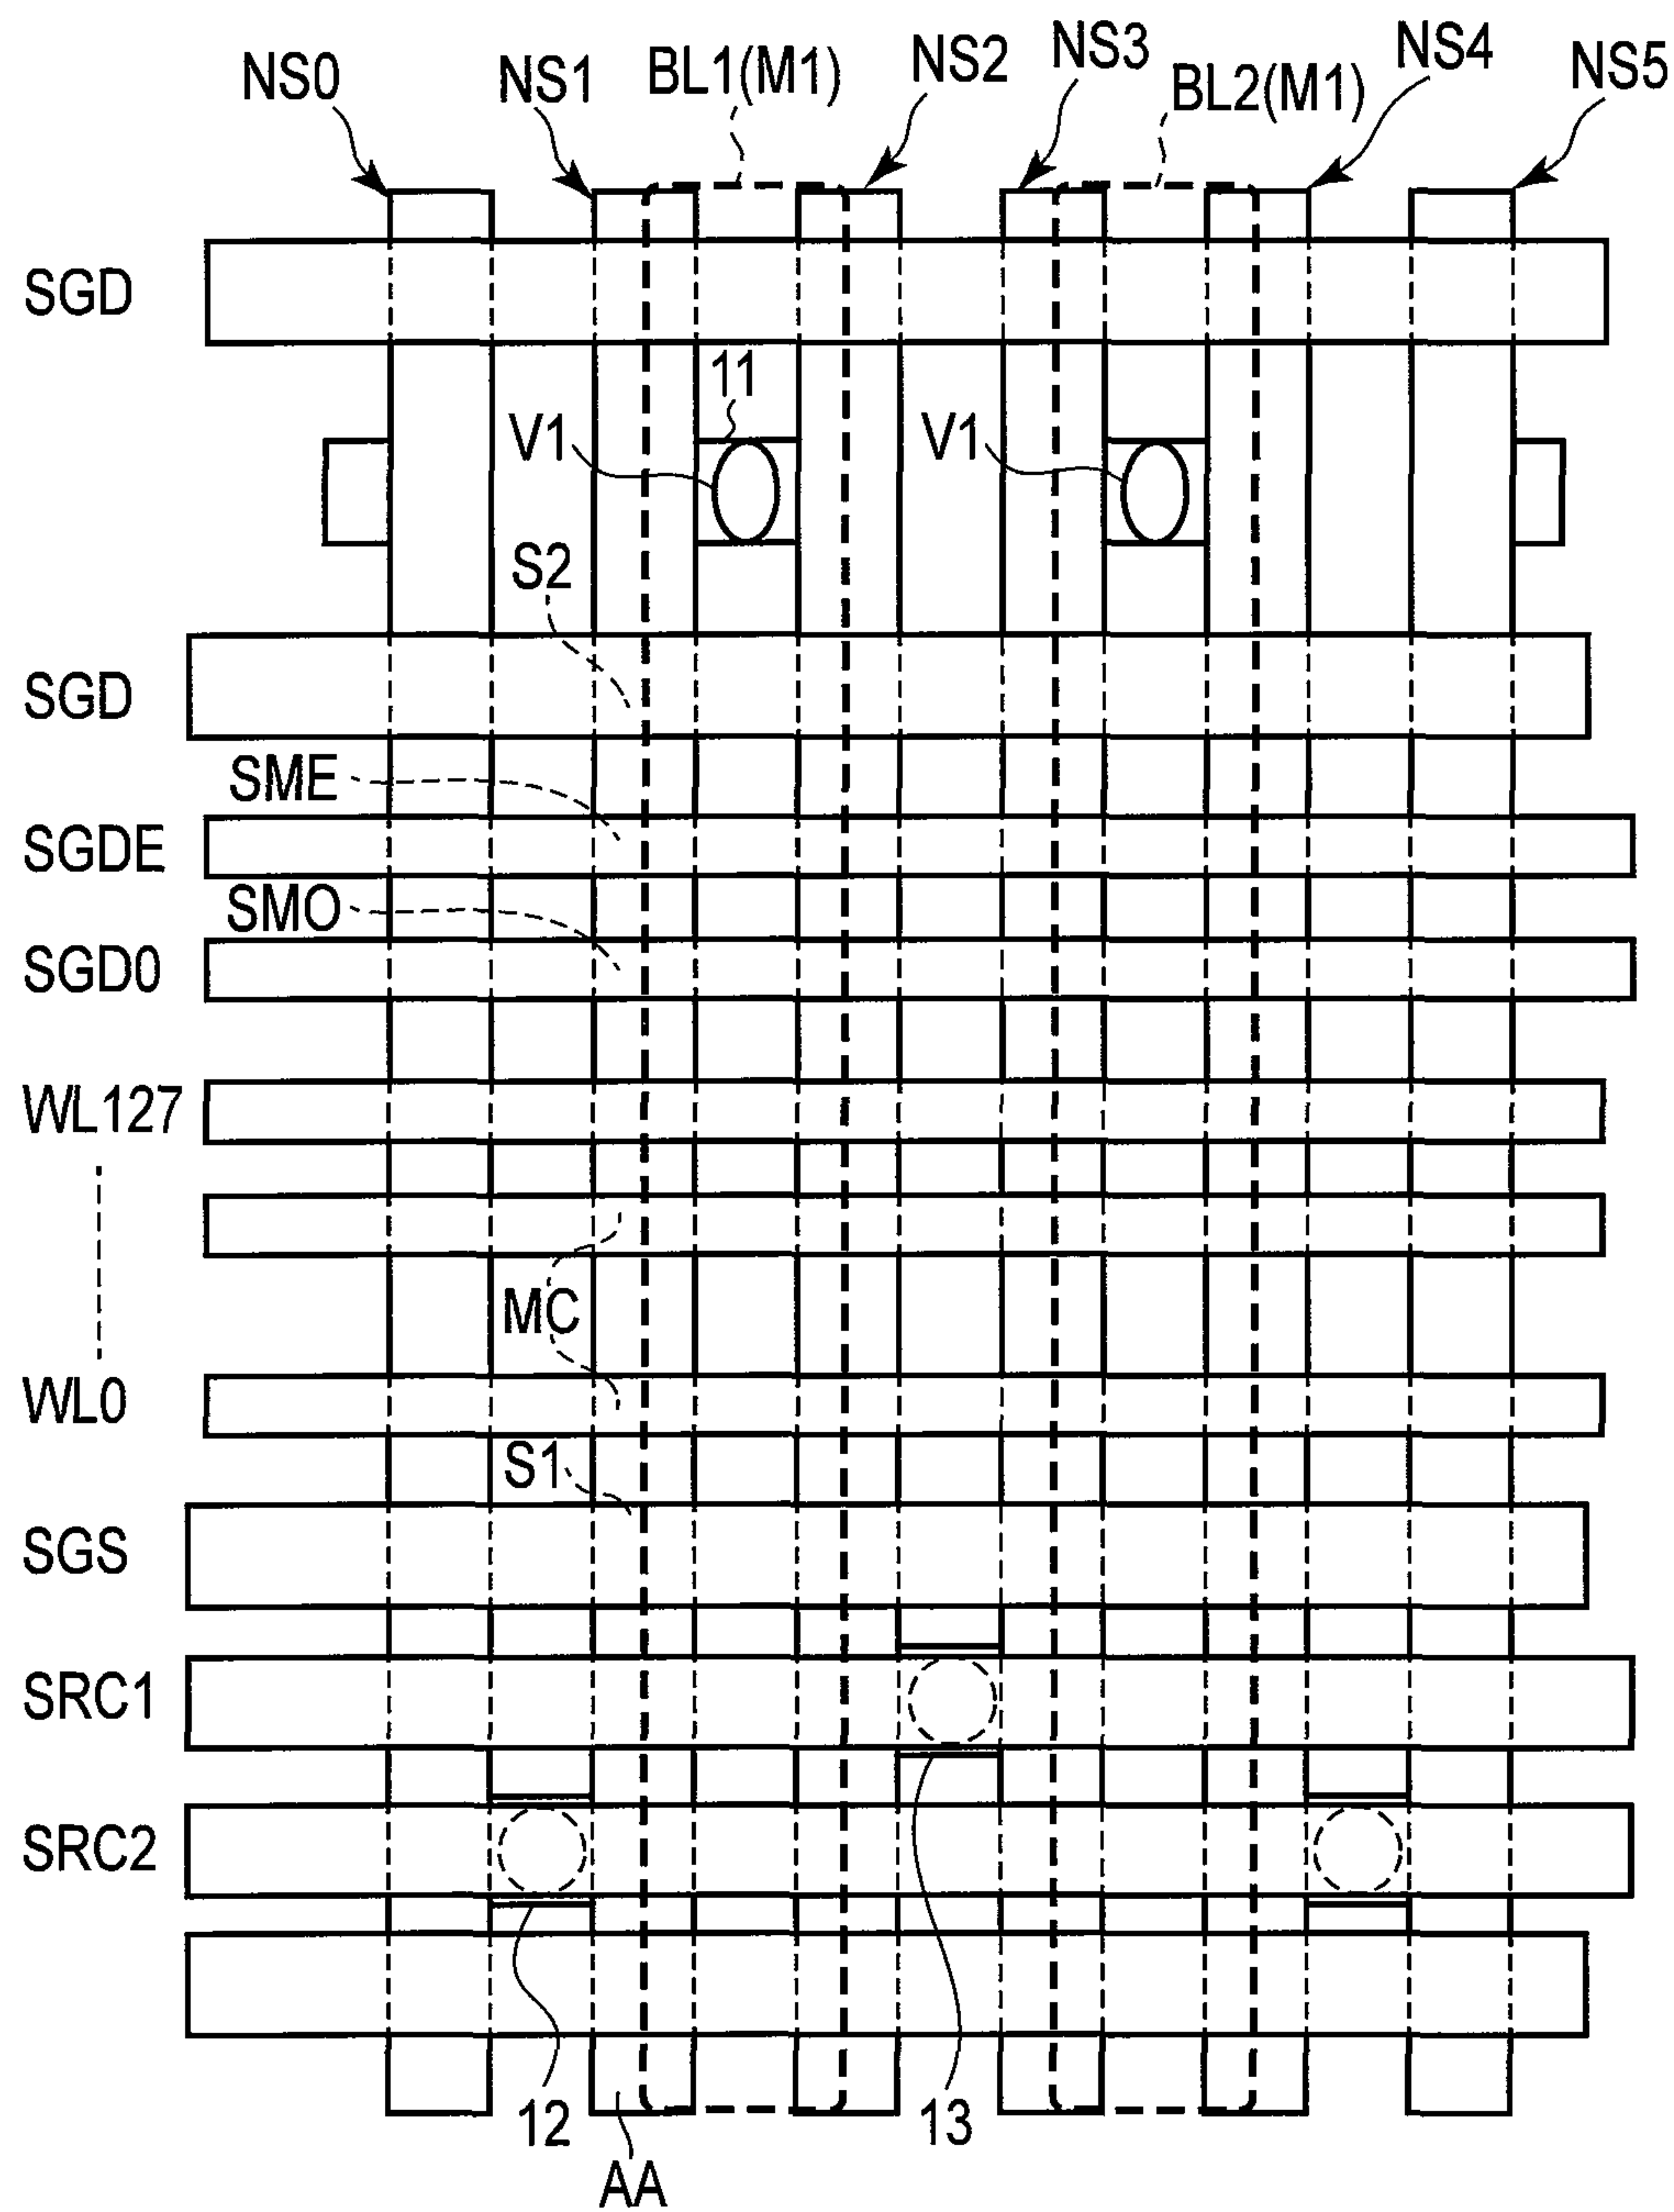 NS0
NS1
BL1(M1)
NS2
NS3
BL2(M1)
NS4
NS5
SGD
11
V1
V1
S2
SGD
SME
SGDE
SMO
SGD0
WL127
MC
WL0
S1
SGS
SRC1
SRC2
12
13
AA